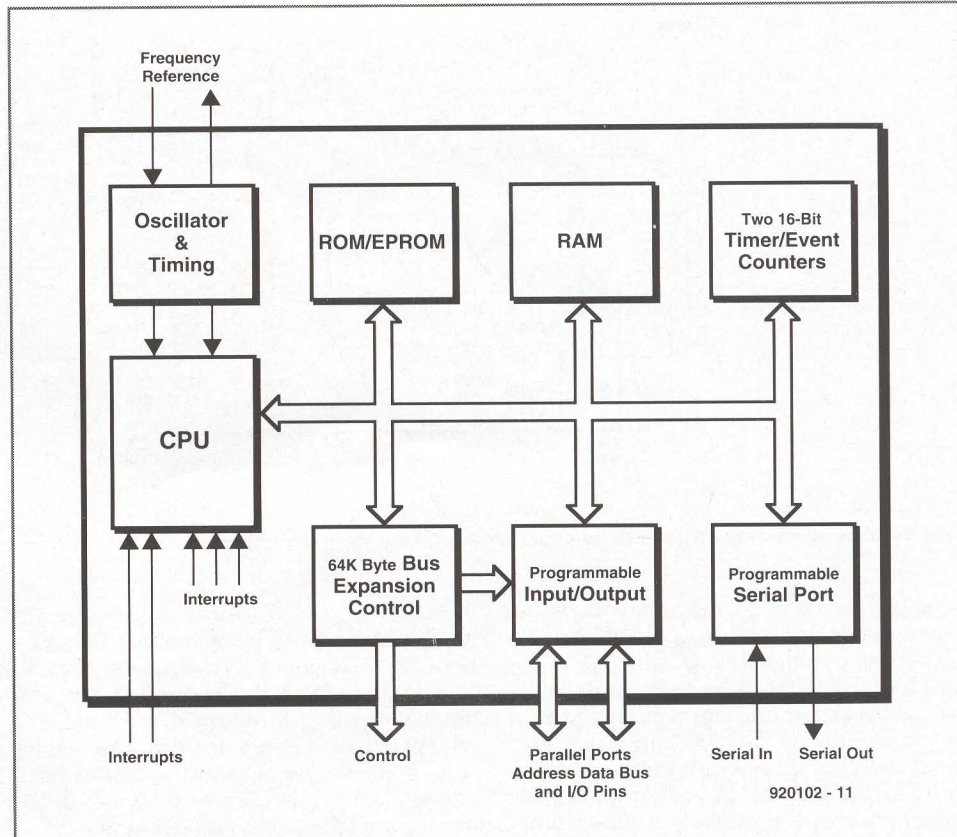 Frequency
Reference
Oscillator
&
Timing
ROM/EPROM
RAM
Two 16-Bit
Timer/Event
Counters
CPU
64K Byte Bus
Expansion
Control
Programmable
Input/Output
Programmable
Serial Port
Interrupts
Interrupts
Control
Parallel Ports
Address Data Bus
and I/O Pins
Serial In
Serial Out
920102 - 11